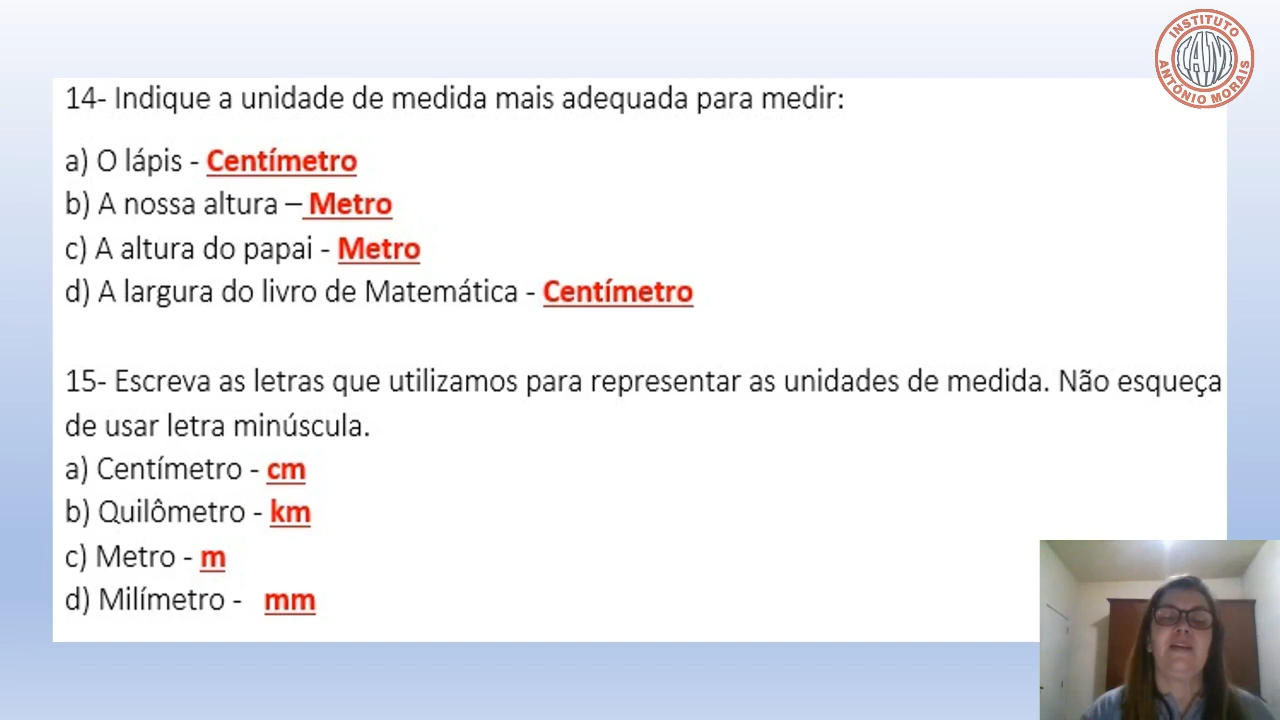 INSTITUTO
IAM
ANTÔNIO MORAIS
14- Indique a unidade de medida mais adequada para medir:
a) O lápis - Centímetro
b) A nossa altura – Metro
c) A altura do papai - Metro
d) A largura do livro de Matemática - Centímetro
15- Escreva as letras que utilizamos para representar as unidades de medida. Não esqueça
de usar letra minúscula.
a) Centímetro - cm
b) Quilômetro - km
c) Metro - m
d) Milímetro - mm